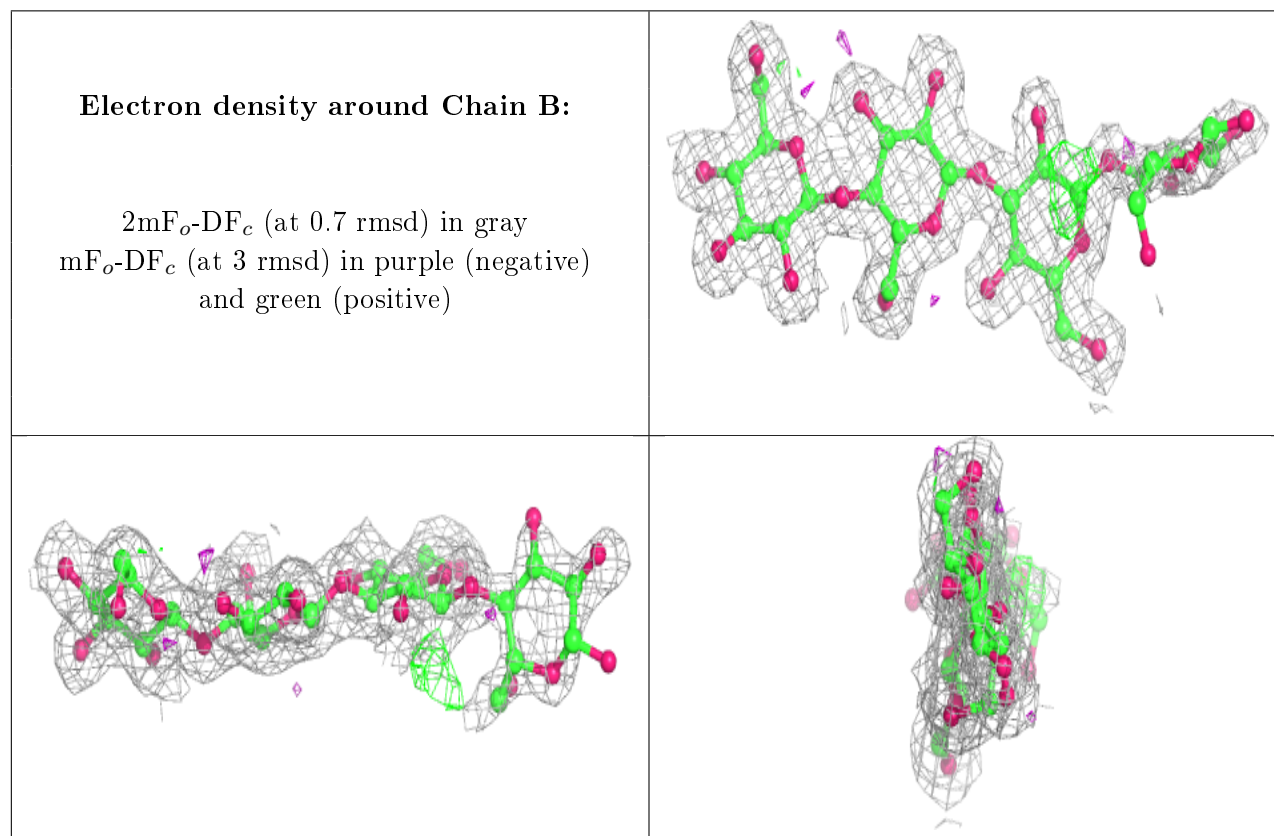 Electron density around Chain B:
2mFₒ-DF𝒸 (at 0.7 rmsd) in gray
mFₒ-DF𝒸 (at 3 rmsd) in purple (negative)
and green (positive)